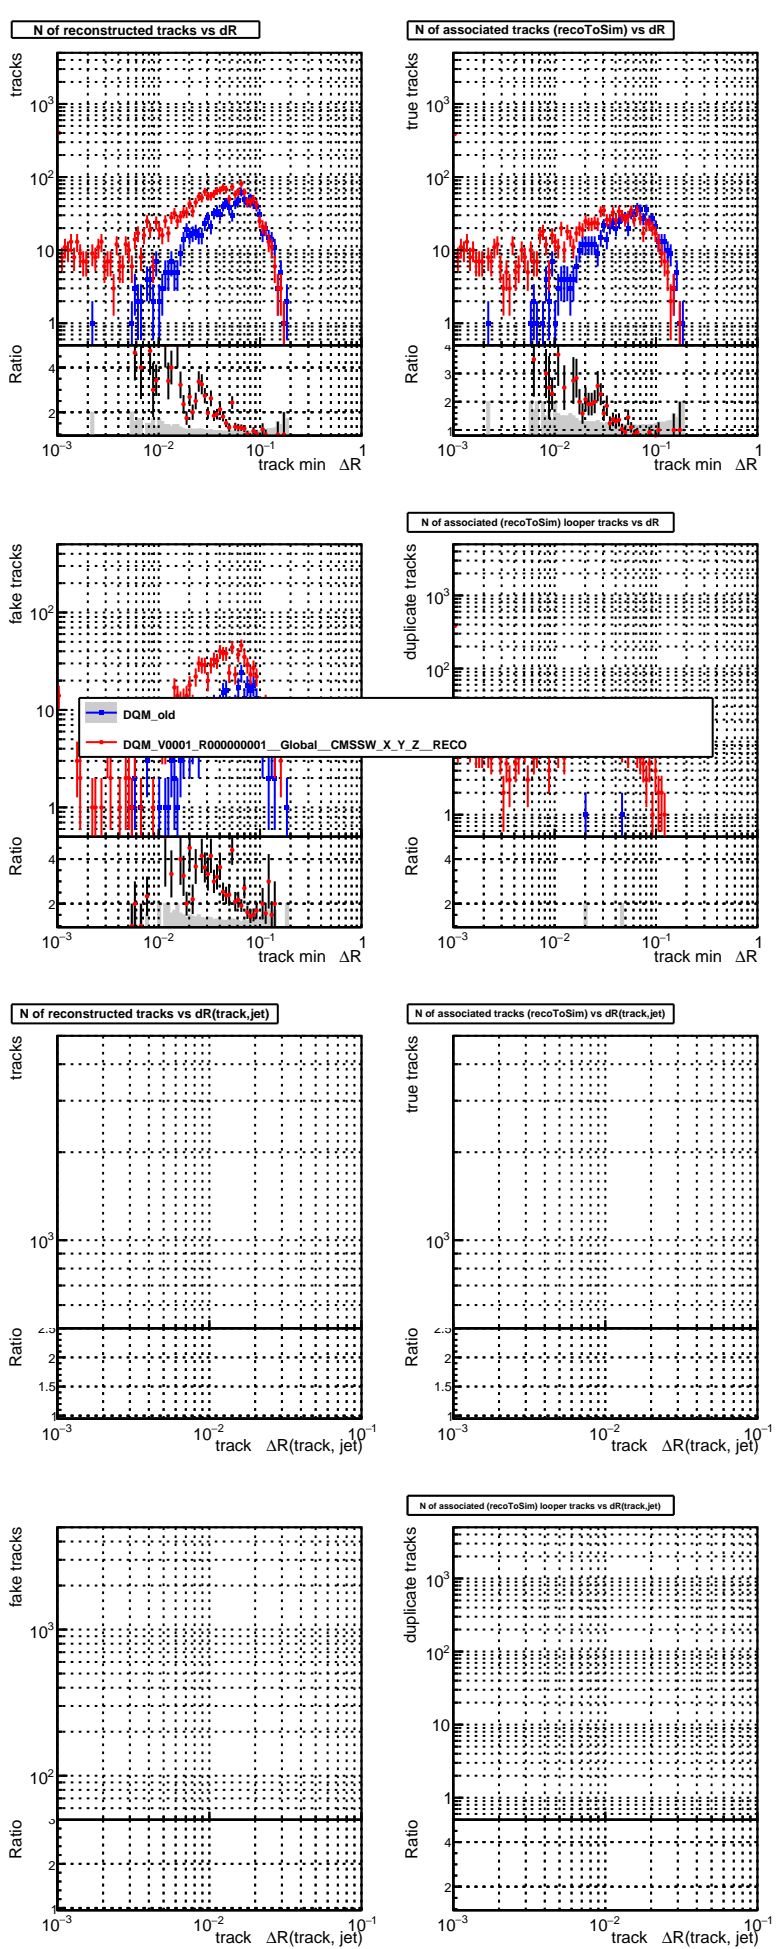 N of reconstructed tracks vs dR
N of associated tracks (recoToSim) vs dR
tracks
10³
10²
10
1
Ratio
4
2
10⁻³
10⁻²
10⁻¹
1
track min ΔR
true tracks
10³
10²
10
1
Ratio
4
3
2
1
10⁻³
10⁻²
10⁻¹
1
track min ΔR
N of associated (recoToSim) looper tracks vs dR
fake tracks
10²
10
1
Ratio
4
2
10⁻³
10⁻²
10⁻¹
1
track min ΔR
duplicate tracks
10³
10²
1
Ratio
4
2
10⁻³
10⁻²
10⁻¹
1
track min ΔR
DQM_old
DQM_V0001_R000000001__Global__CMSSW_X_Y_Z__RECO
N of reconstructed tracks vs dR(track,jet)
N of associated tracks (recoToSim) vs dR(track,jet)
tracks
10³
Ratio
2.5
2
1.5
1
10⁻³
10⁻²
10⁻¹
track ΔR(track, jet)
true tracks
10³
Ratio
2.5
2
1.5
1
10⁻³
10⁻²
10⁻¹
track ΔR(track, jet)
N of associated (recoToSim) looper tracks vs dR(track,jet)
fake tracks
10³
10²
Ratio
3
2
1
10⁻³
10⁻²
10⁻¹
track ΔR(track, jet)
duplicate tracks
10³
10²
10
1
Ratio
4
2
10⁻³
10⁻²
10⁻¹
track ΔR(track, jet)